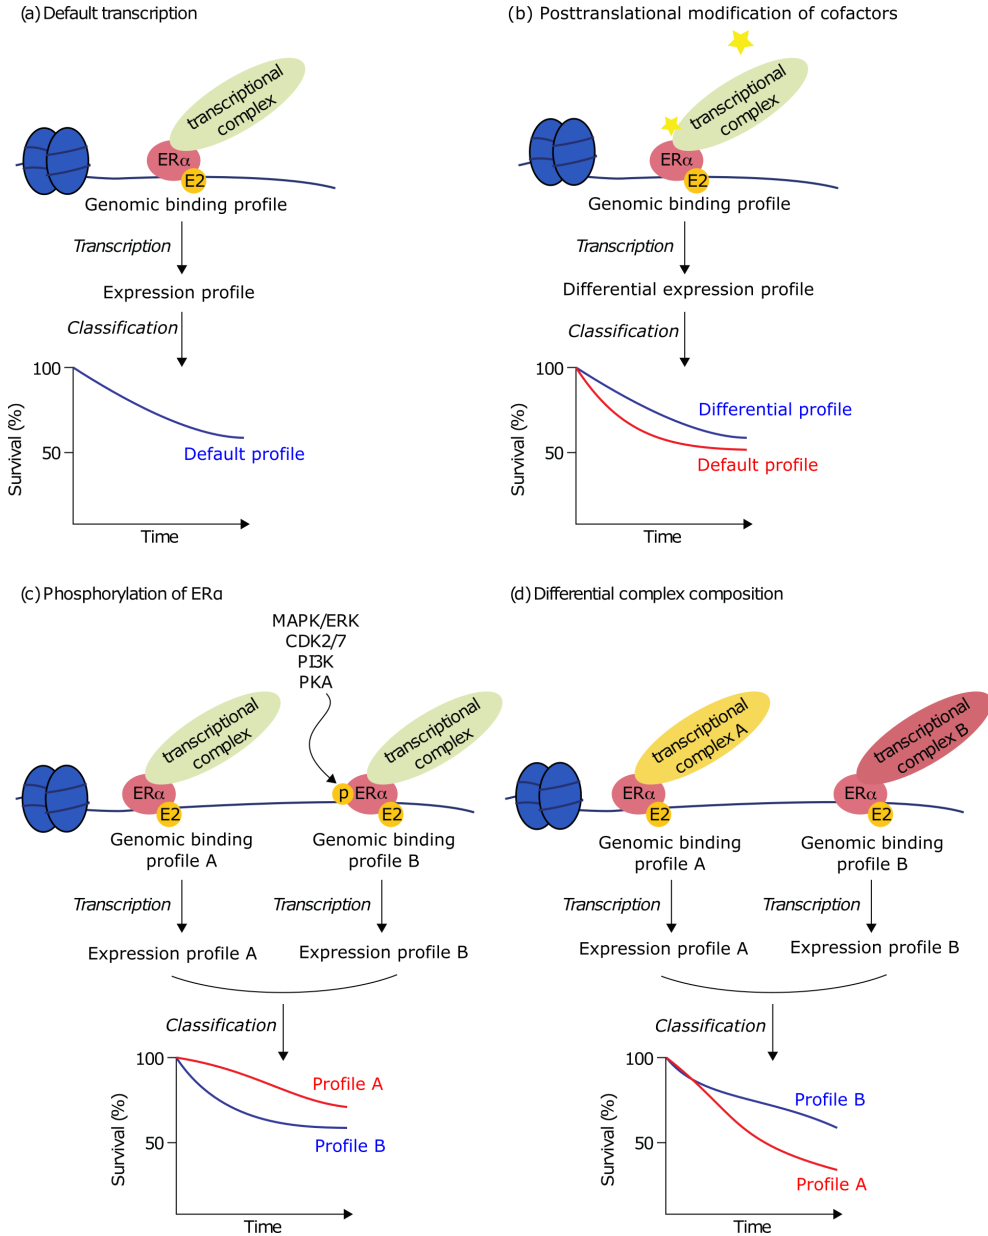 (a) Default transcription
transcriptional
complex
ERα
E2
Genomic binding profile
Transcription
Expression profile
Classification
100
50
Survival (%)
Default profile
Time
(b) Posttranslational modification of cofactors
transcriptional
complex
ERα
E2
Genomic binding profile
Transcription
Differential expression profile
Classification
100
50
Survival (%)
Differential profile
Default profile
Time
(c) Phosphorylation of ERα
MAPK/ERK
CDK2/7
PI3K
PKA
transcriptional
complex
ERα
E2
transcriptional
complex
p
ERα
E2
Genomic binding
profile A
Genomic binding
profile B
Transcription
Transcription
Expression profile A
Expression profile B
Classification
100
50
Survival (%)
Profile A
Profile B
Time
(d) Differential complex composition
transcriptional
complex A
ERα
E2
transcriptional
complex B
ERα
E2
Genomic binding
profile A
Genomic binding
profile B
Transcription
Transcription
Expression profile A
Expression profile B
Classification
100
50
Survival (%)
Profile B
Profile A
Time